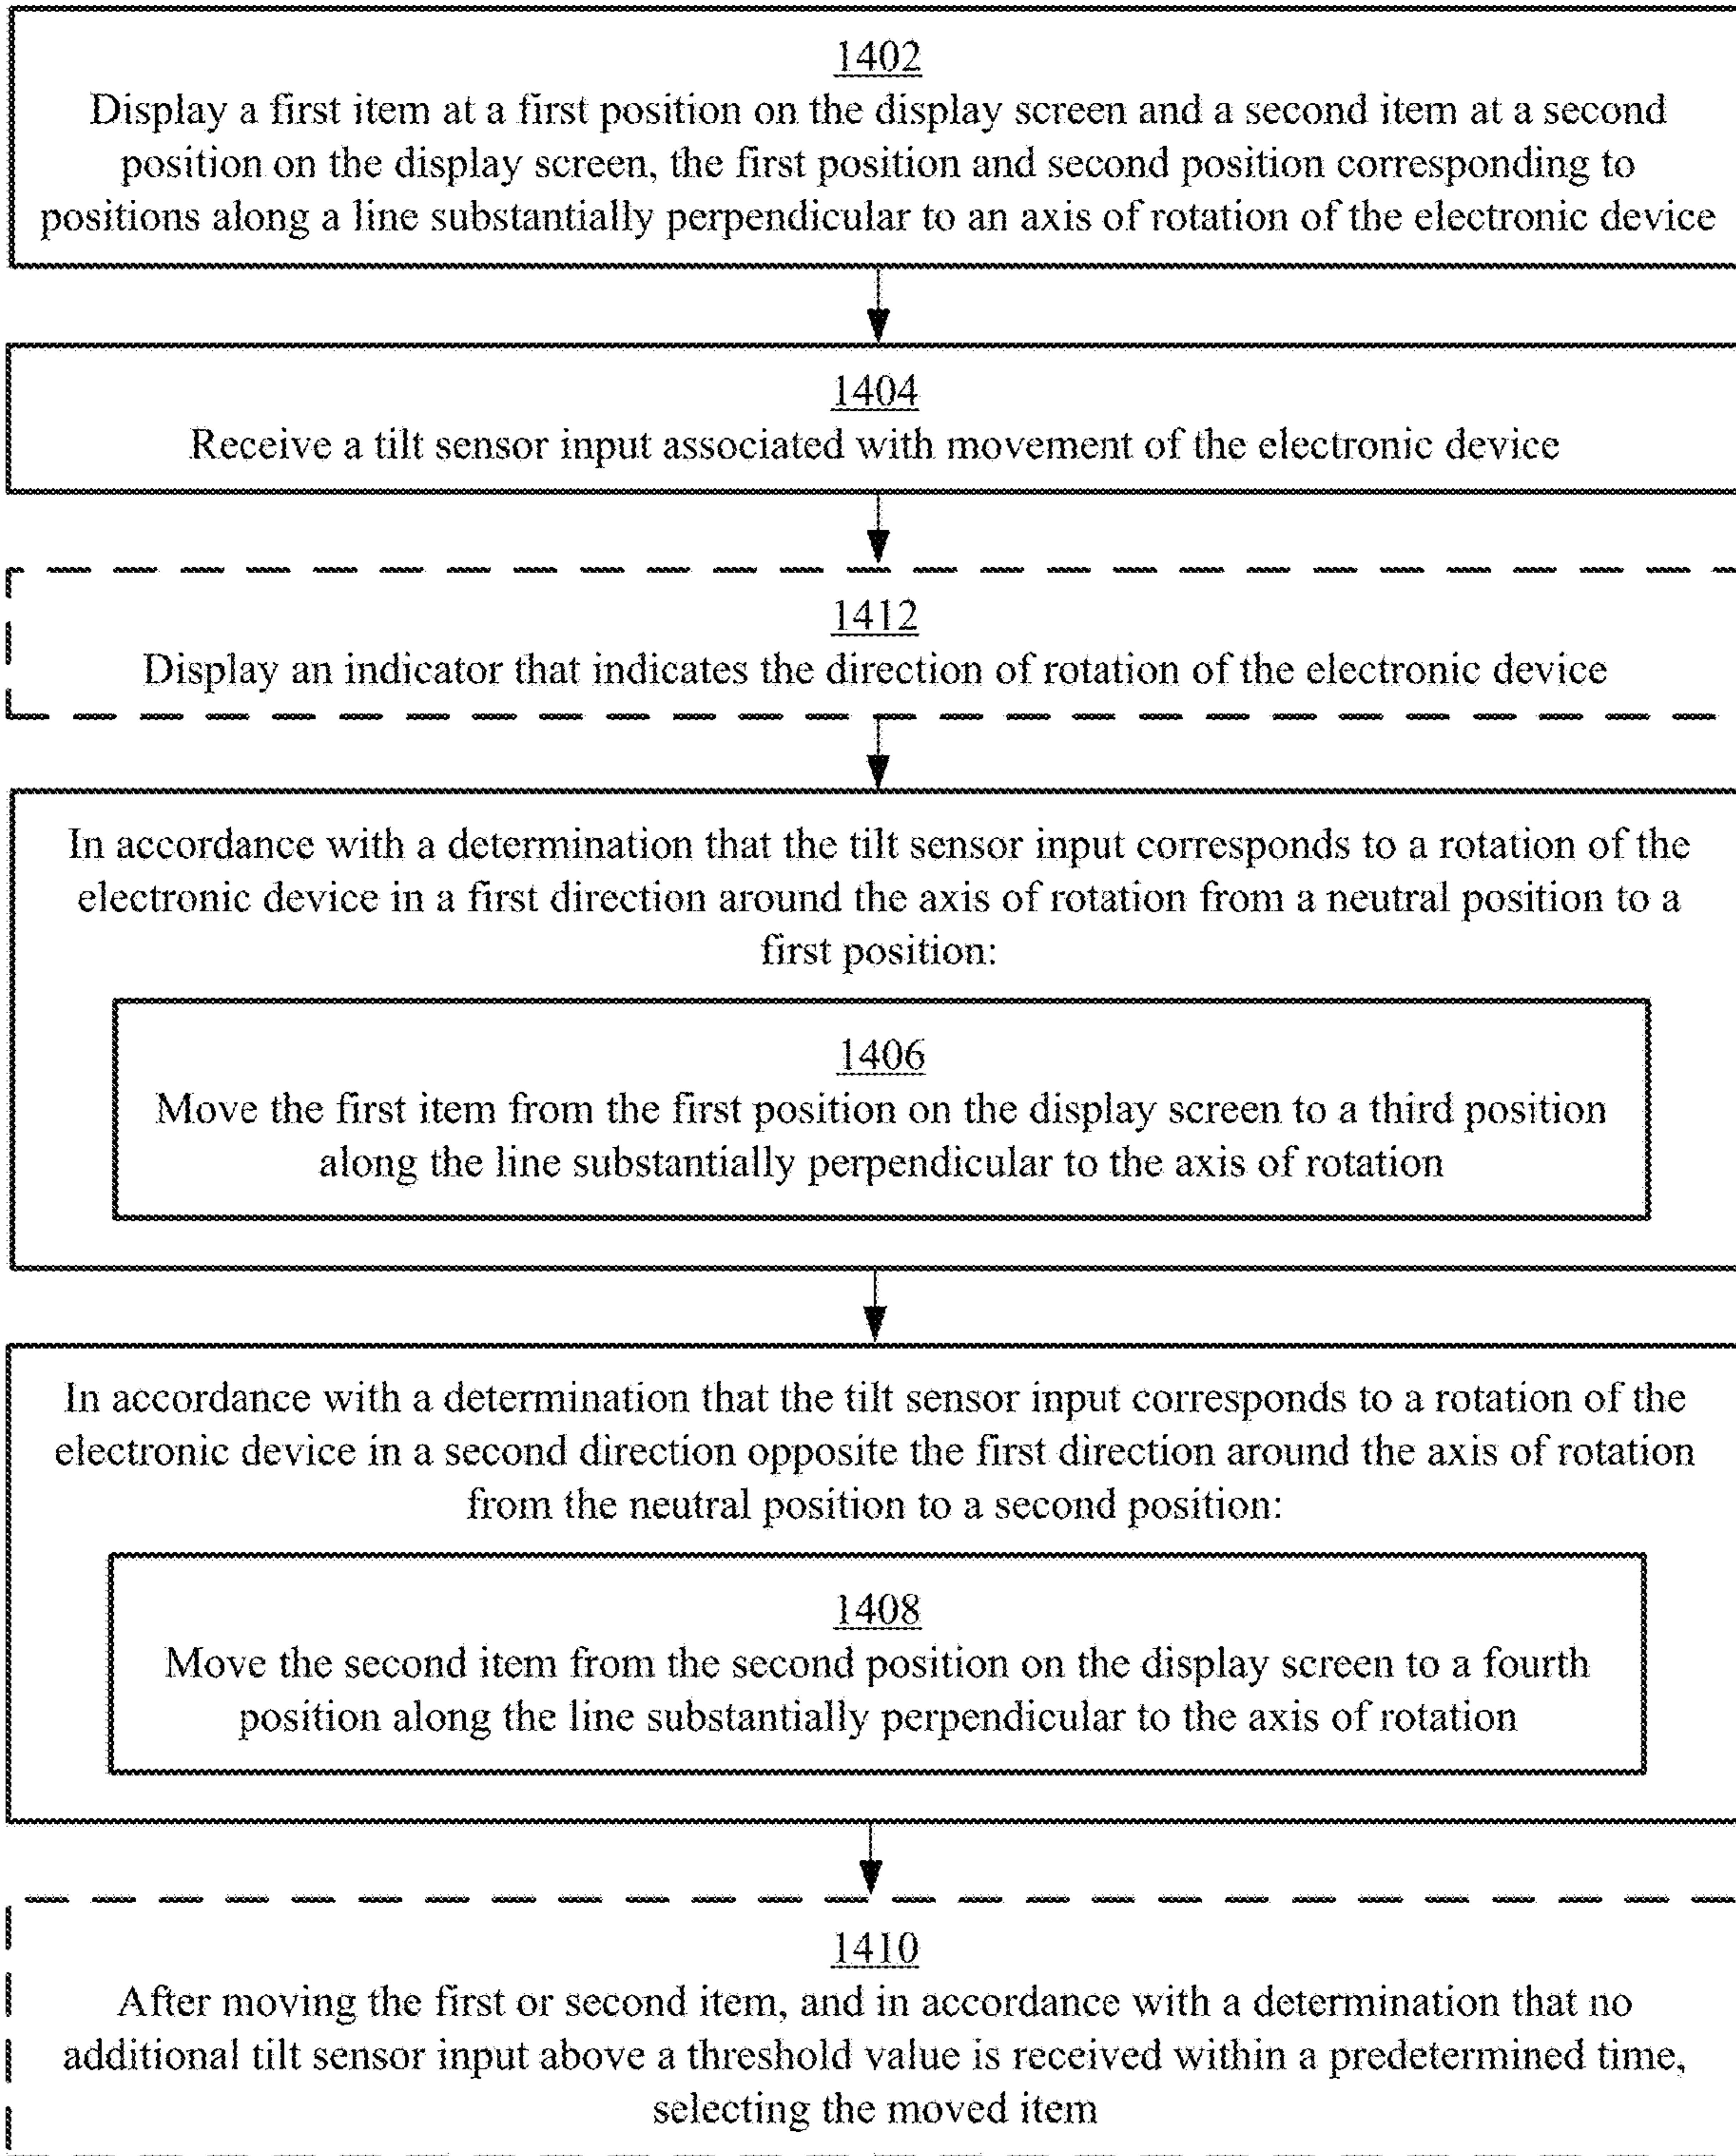 1402
Display a first item at a first position on the display screen and a second item at a second
position on the display screen, the first position and second position corresponding to
positions along a line substantially perpendicular to an axis of rotation of the electronic device
1404
Receive a tilt sensor input associated with movement of the electronic device
1412
Display an indicator that indicates the direction of rotation of the electronic device
In accordance with a determination that the tilt sensor input corresponds to a rotation of the
electronic device in a first direction around the axis of rotation from a neutral position to a
first position:
1406
Move the first item from the first position on the display screen to a third position
along the line substantially perpendicular to the axis of rotation
In accordance with a determination that the tilt sensor input corresponds to a rotation of the
electronic device in a second direction opposite the first direction around the axis of rotation
from the neutral position to a second position:
1408
Move the second item from the second position on the display screen to a fourth
position along the line substantially perpendicular to the axis of rotation
1410
After moving the first or second item, and in accordance with a determination that no
additional tilt sensor input above a threshold value is received within a predetermined time,
selecting the moved item